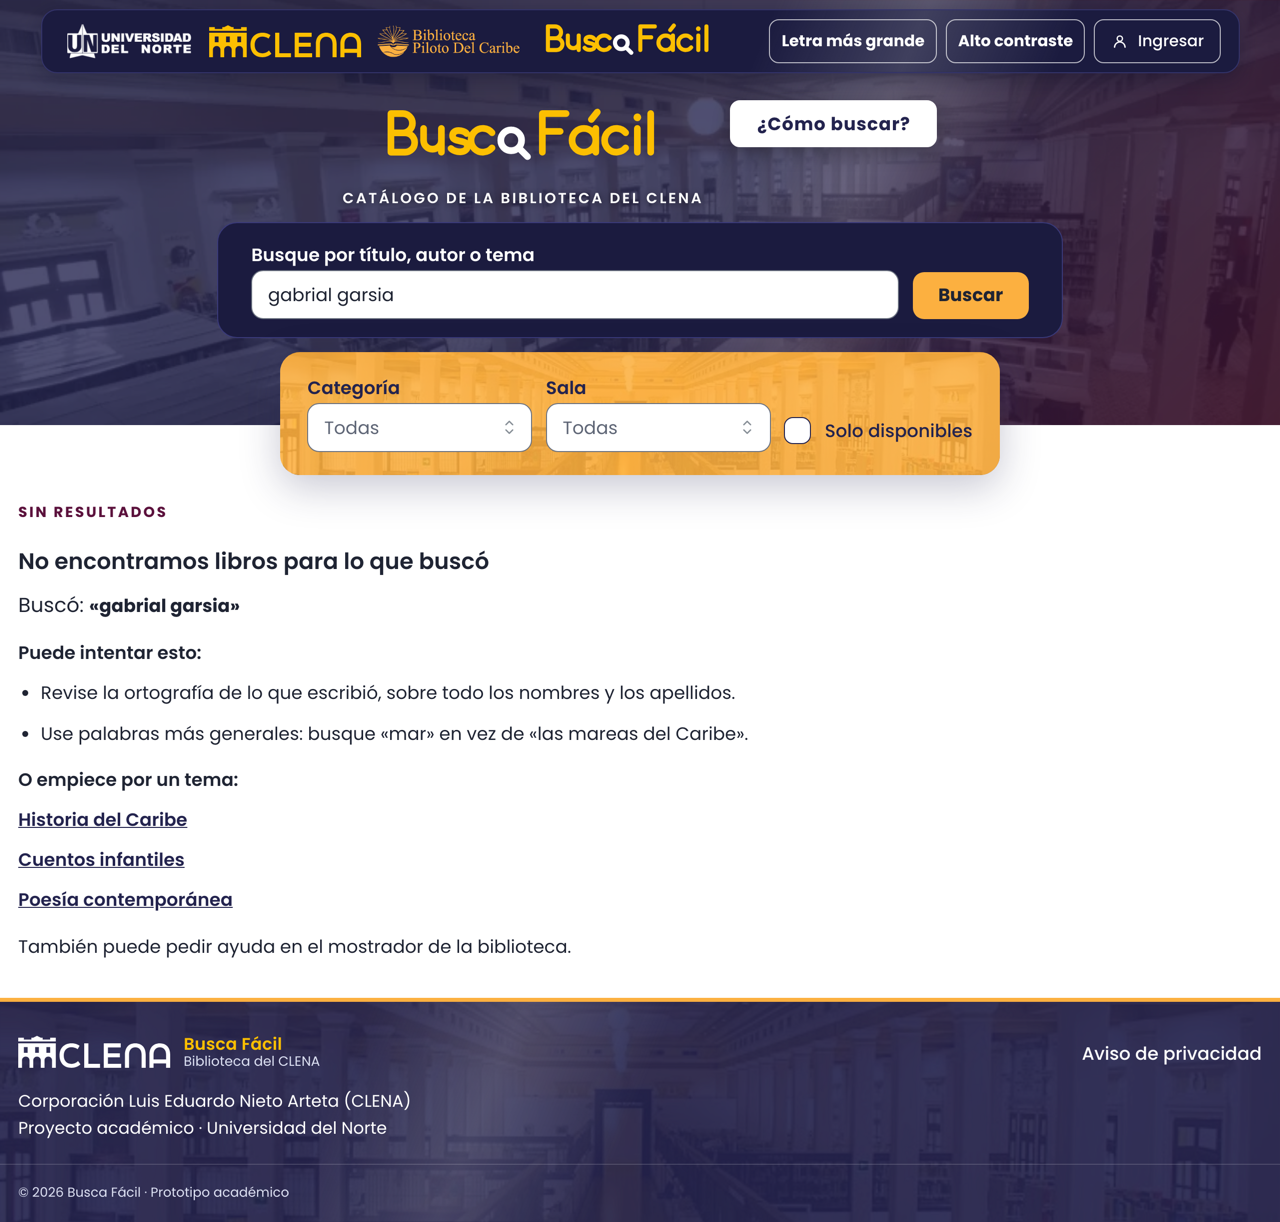 UN UNIVERSIDAD DEL NORTE
CLENA
Biblioteca Piloto Del Caribe
Busca Fácil
Letra más grande
Alto contraste
Ingresar
Busca Fácil
¿Cómo buscar?
CATÁLOGO DE LA BIBLIOTECA DEL CLENA
Busque por título, autor o tema
gabrial garsia
Buscar
Categoría
Sala
Todas
Todas
Solo disponibles
SIN RESULTADOS
No encontramos libros para lo que buscó
Buscó: «gabrial garsia»
Puede intentar esto:
• Revise la ortografía de lo que escribió, sobre todo los nombres y los apellidos.
• Use palabras más generales: busque «mar» en vez de «las mareas del Caribe».
O empiece por un tema:
Historia del Caribe
Cuentos infantiles
Poesía contemporánea
También puede pedir ayuda en el mostrador de la biblioteca.
CLENA
Busca Fácil
Biblioteca del CLENA
Aviso de privacidad
Corporación Luis Eduardo Nieto Arteta (CLENA)
Proyecto académico · Universidad del Norte
© 2026 Busca Fácil · Prototipo académico